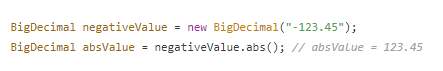 BigDecimal negativeValue = new BigDecimal("-123.45");
BigDecimal absValue = negativeValue.abs(); // absValue = 123.45